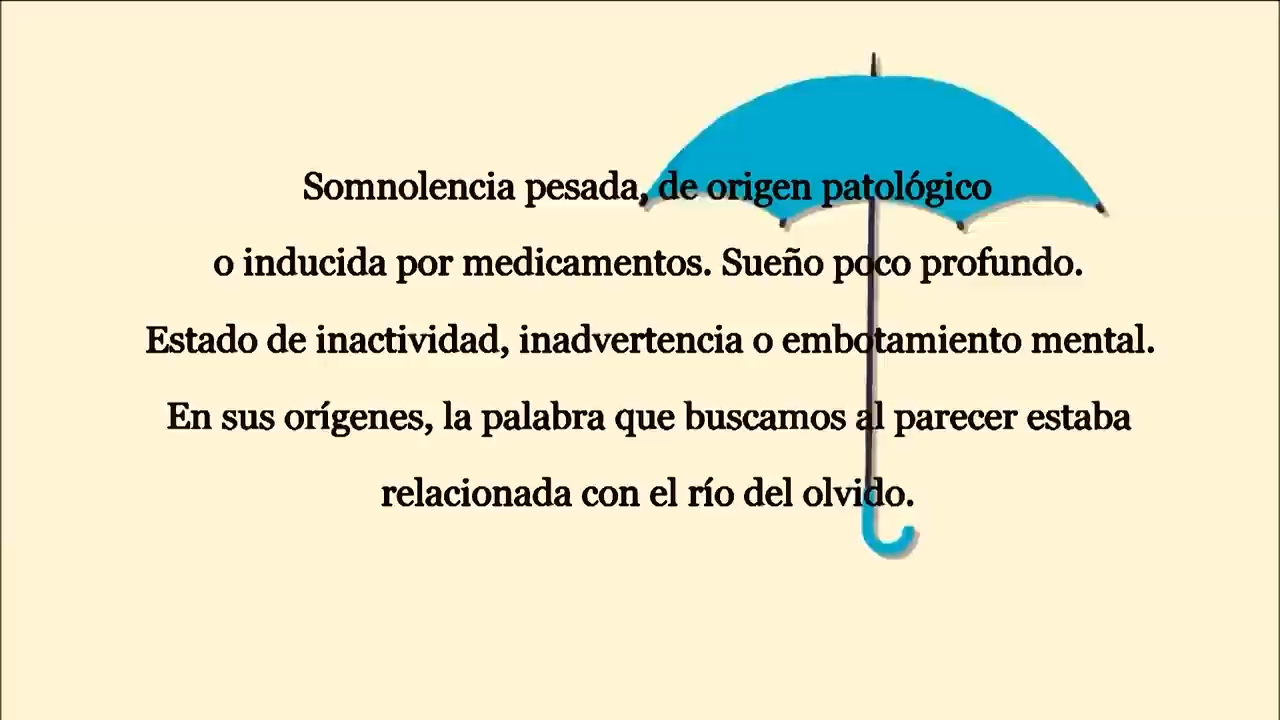 Somnolencia pesada, de origen patológico
o inducida por medicamentos. Sueño poco profundo.
Estado de inactividad, inadvertencia o embotamiento mental.
En sus orígenes, la palabra que buscamos al parecer estaba
relacionada con el río del olvido.